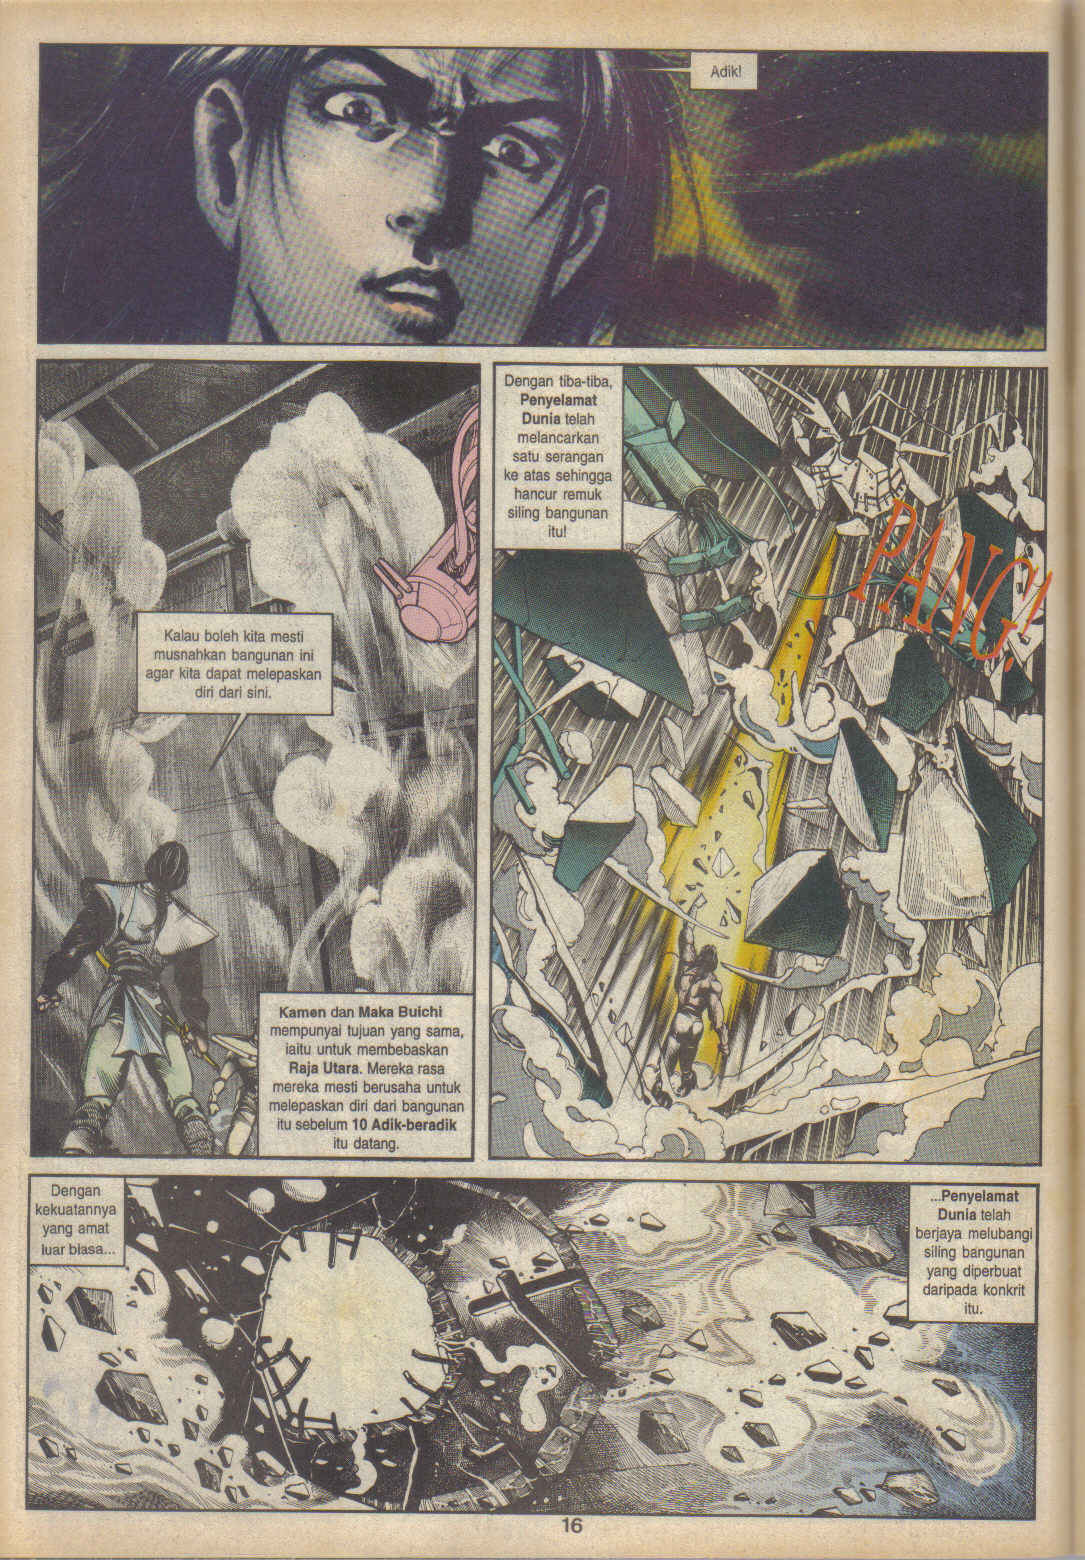 Adik!
Kalau boleh kita mesti
musnahkan bangunan ini
agar kita dapat melepaskan
diri dari sini.
Kamen dan Maka Buichi
mempunyai tujuan yang sama,
iaitu untuk membebaskan
Raja Utara. Mereka rasa
mereka mesti berusaha untuk
melepaskan diri dari bangunan
itu sebelum 10 Adik-beradik
itu datang.
Dengan tiba-tiba,
Penyelamat
Dunia telah
melancarkan
satu serangan
ke atas sehingga
hancur remuk
siling bangunan
itu!
PANG!
Dengan
kekuatannya
yang amat
luar biasa...
...Penyelamat
Dunia telah
berjaya melubangi
siling bangunan
yang diperbuat
daripada konkrit
itu.
16